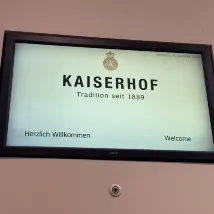 KAISERHOF
Tradition seit 1889
Herzlich Willkommen
Welcome